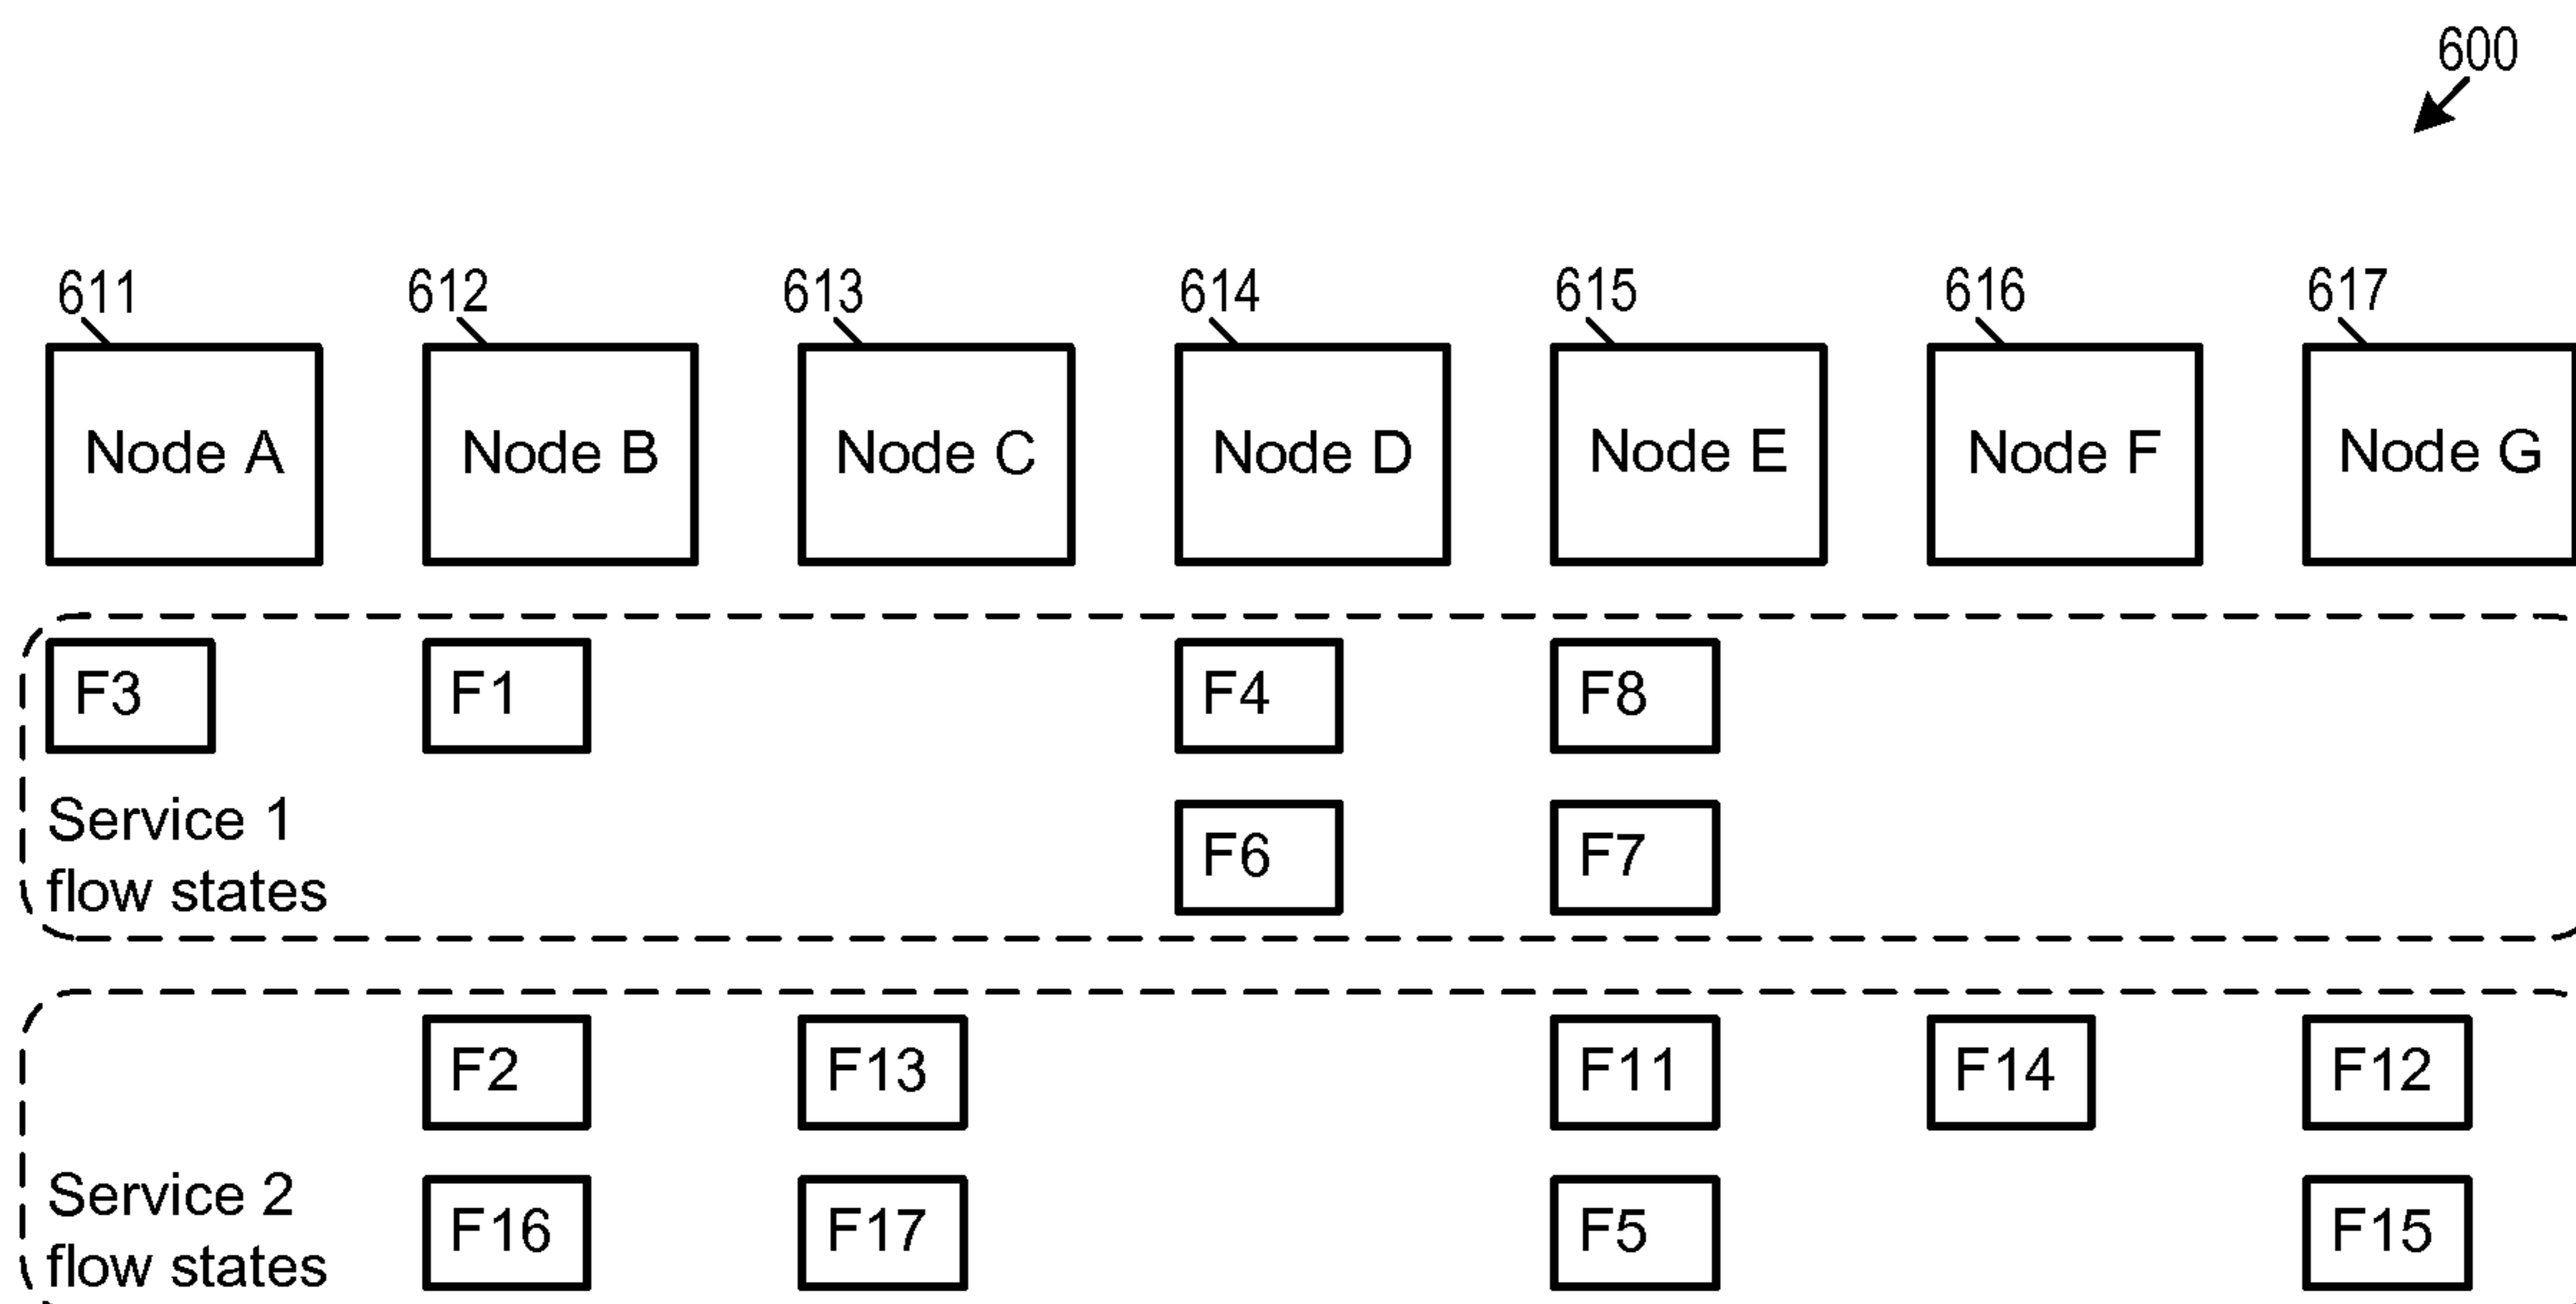 600
611 612 613 614 615 616 617
Node A Node B Node C Node D Node E Node F Node G
F3 F1 F4 F8
Service 1
flow states
F6 F7
F2 F13 F11 F14 F12
Service 2
flow states
F16 F17 F5 F15